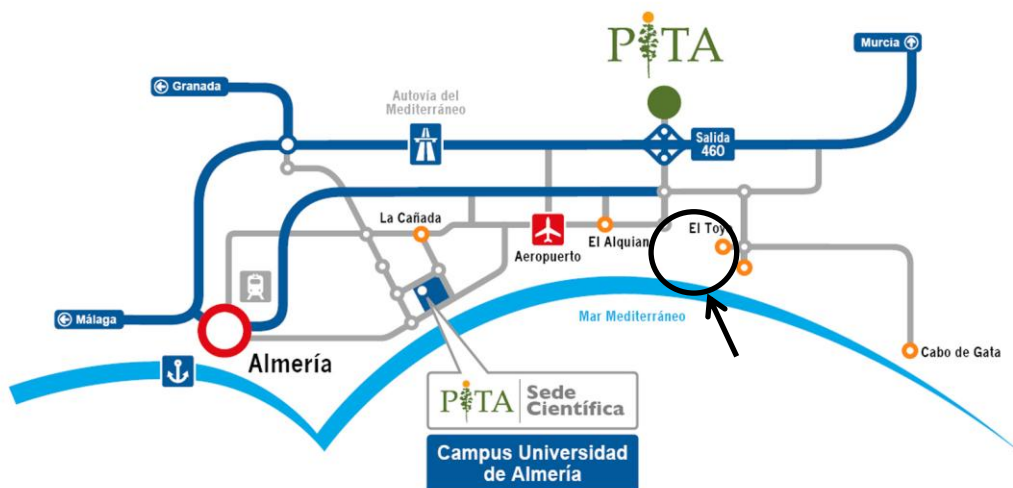 PITA
Murcia
Granada
Autovía del
Mediterráneo
Salida
460
La Cañada
El Toyo
Aeropuerto
El Alquian
Málaga
Mar Mediterráneo
Almería
Cabo de Gata
PITA
Sede
Científica
Campus Universidad
de Almería